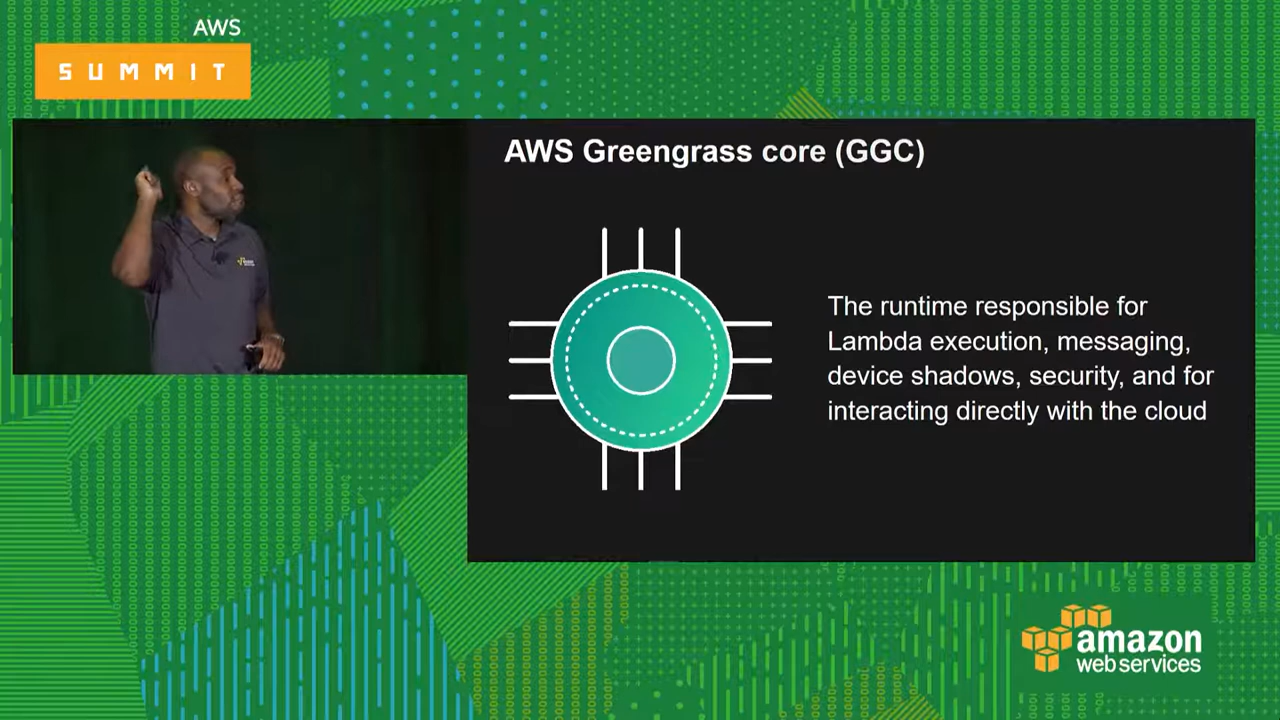 AWS
SUMMIT
AWS Greengrass core (GGC)
The runtime responsible for
Lambda execution, messaging,
device shadows, security, and for
interacting directly with the cloud
amazon
web services